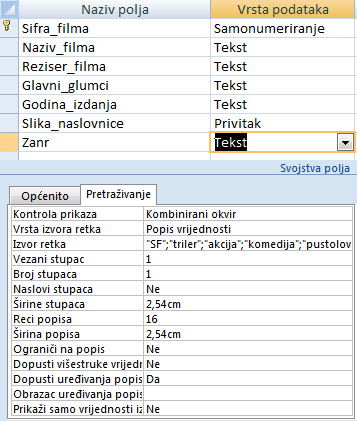 Naziv polja Vrsta podataka
Sifra_filma Samonumeriranje
Naziv_filma Tekst
Reziser_filma Tekst
Glavni_glumci Tekst
Godina_izdanja Tekst
Slika_naslovnice Privitak
Zanr Tekst
Svojstva polja
Općenito Pretraživanje
Kontrola prikaza Kombinirani okvir
Vrsta izvora retka Popis vrijednosti
Izvor retka "SF";"triler";"akcija";"komedija";"pustolov
Vezani stupac 1
Broj stupaca 1
Naslovi stupaca Ne
Širine stupaca 2,54cm
Reci popisa 16
Širina popisa 2,54cm
Ograniči na popis Ne
Dopusti višestruke vrijedn Ne
Dopusti uređivanja popis Da
Obrazac uređivanja popis
Prikaži samo vrijednosti iz Ne